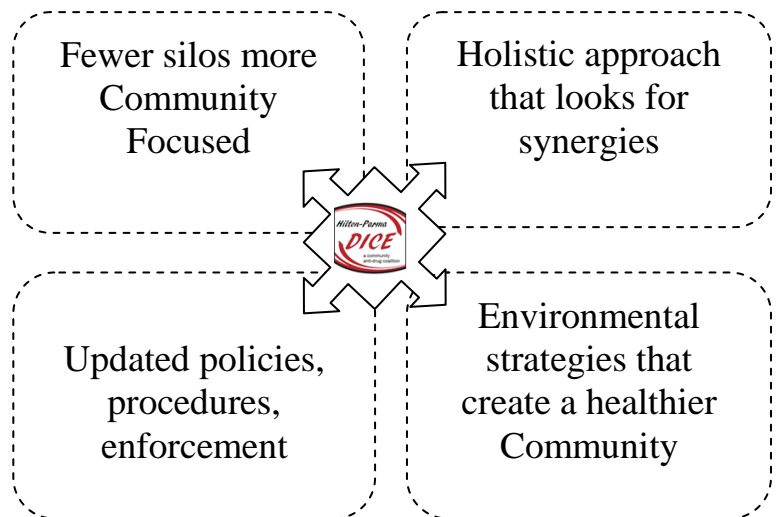 Fewer silos more
Community
Focused
Holistic approach
that looks for
synergies
Hilton-Parma
DICE
a community
anti-drug coalition
Updated policies,
procedures,
enforcement
Environmental
strategies that
create a healthier
Community